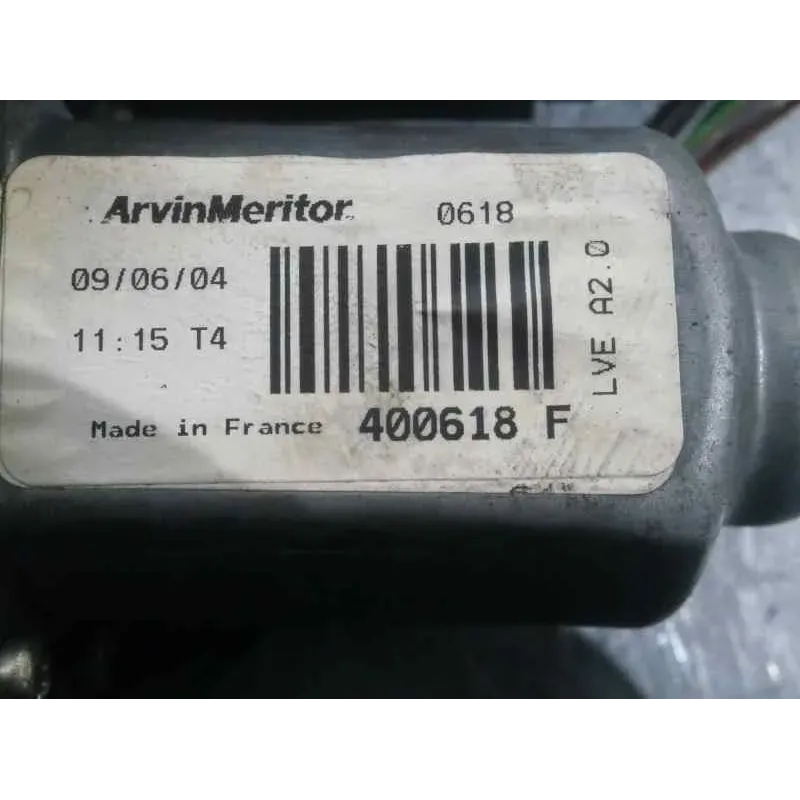 ArvinMeritor 0618
09/06/04
11:15 T4
LVE A2.0
Made in France 400618 F